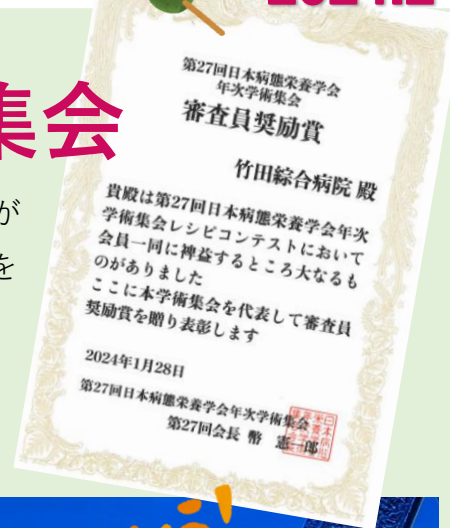 集会
が
を
第27回日本病態栄養学会
年次学術集会
審査員奨励賞
竹田綜合病院 殿
貴殿は第27回日本病態栄養学会年次
学術集会レシピコンテストにおいて
会員一同に裨益するところ大なるも
のがありました
ここに本学術集会を代表して審査員
奨励賞を贈り表彰します
2024年1月28日
第27回日本病態栄養学会年次学術集会
第27回会長 幣 憲一郎